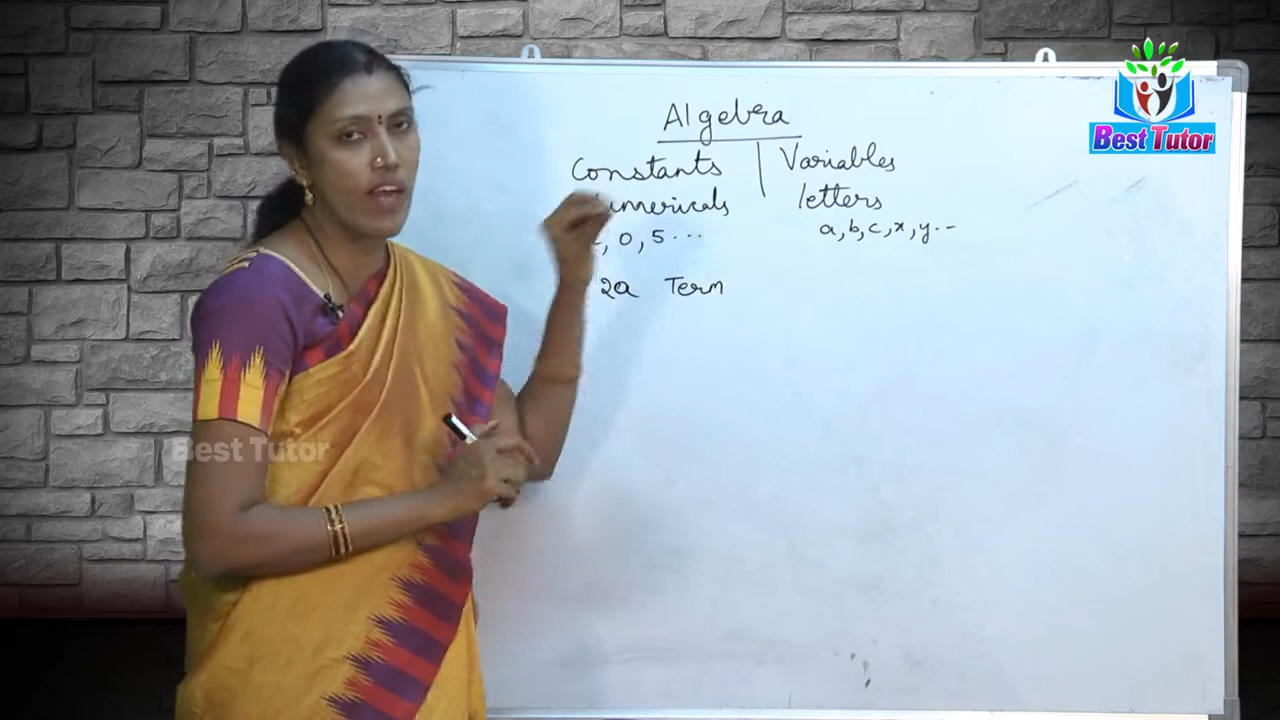 Algebra
Constants | Variables
letters
0, 5 ...
a, b, c, x, y ..
2a Term
Best Tutor
Best Tutor